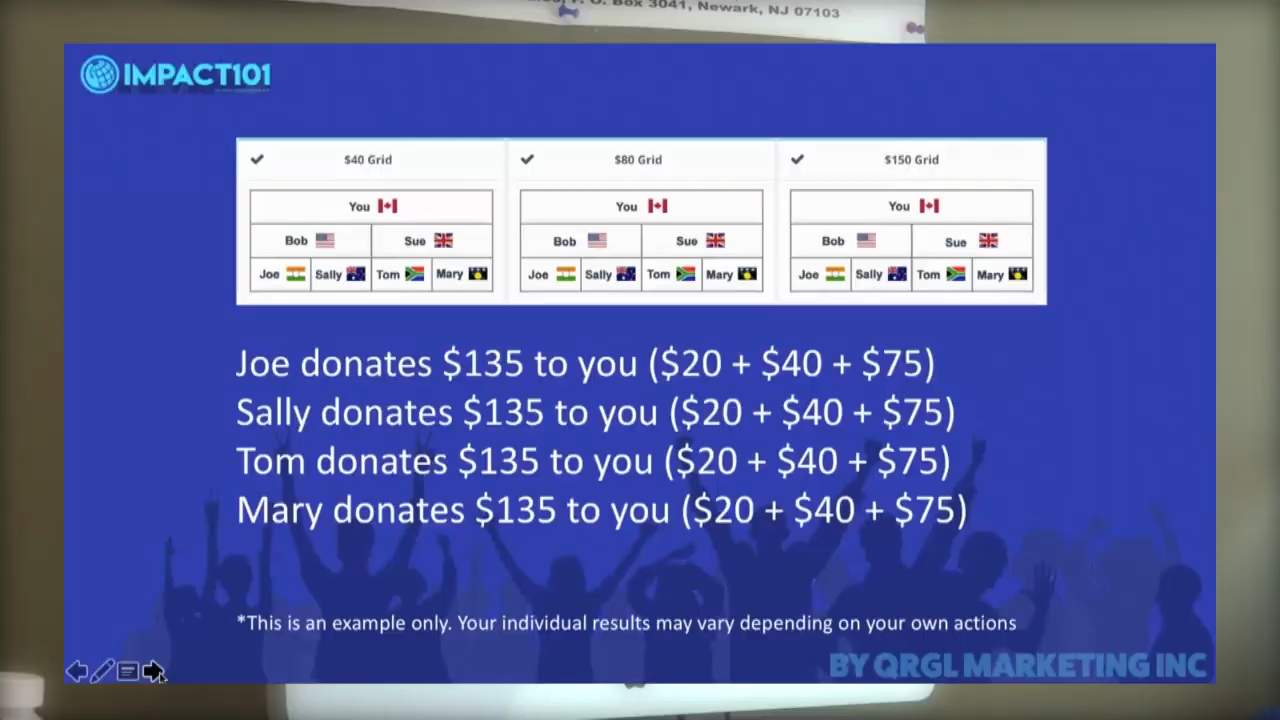 Box 3041, Newark, NJ 07103
IMPACT101
$40 Grid
You
Bob Sue
Joe Sally Tom Mary
$80 Grid
You
Bob Sue
Joe Sally Tom Mary
$150 Grid
You
Bob Sue
Joe Sally Tom Mary
Joe donates $135 to you ($20 + $40 + $75)
Sally donates $135 to you ($20 + $40 + $75)
Tom donates $135 to you ($20 + $40 + $75)
Mary donates $135 to you ($20 + $40 + $75)
*This is an example only. Your individual results may vary depending on your own actions
BY QRGL MARKETING INC